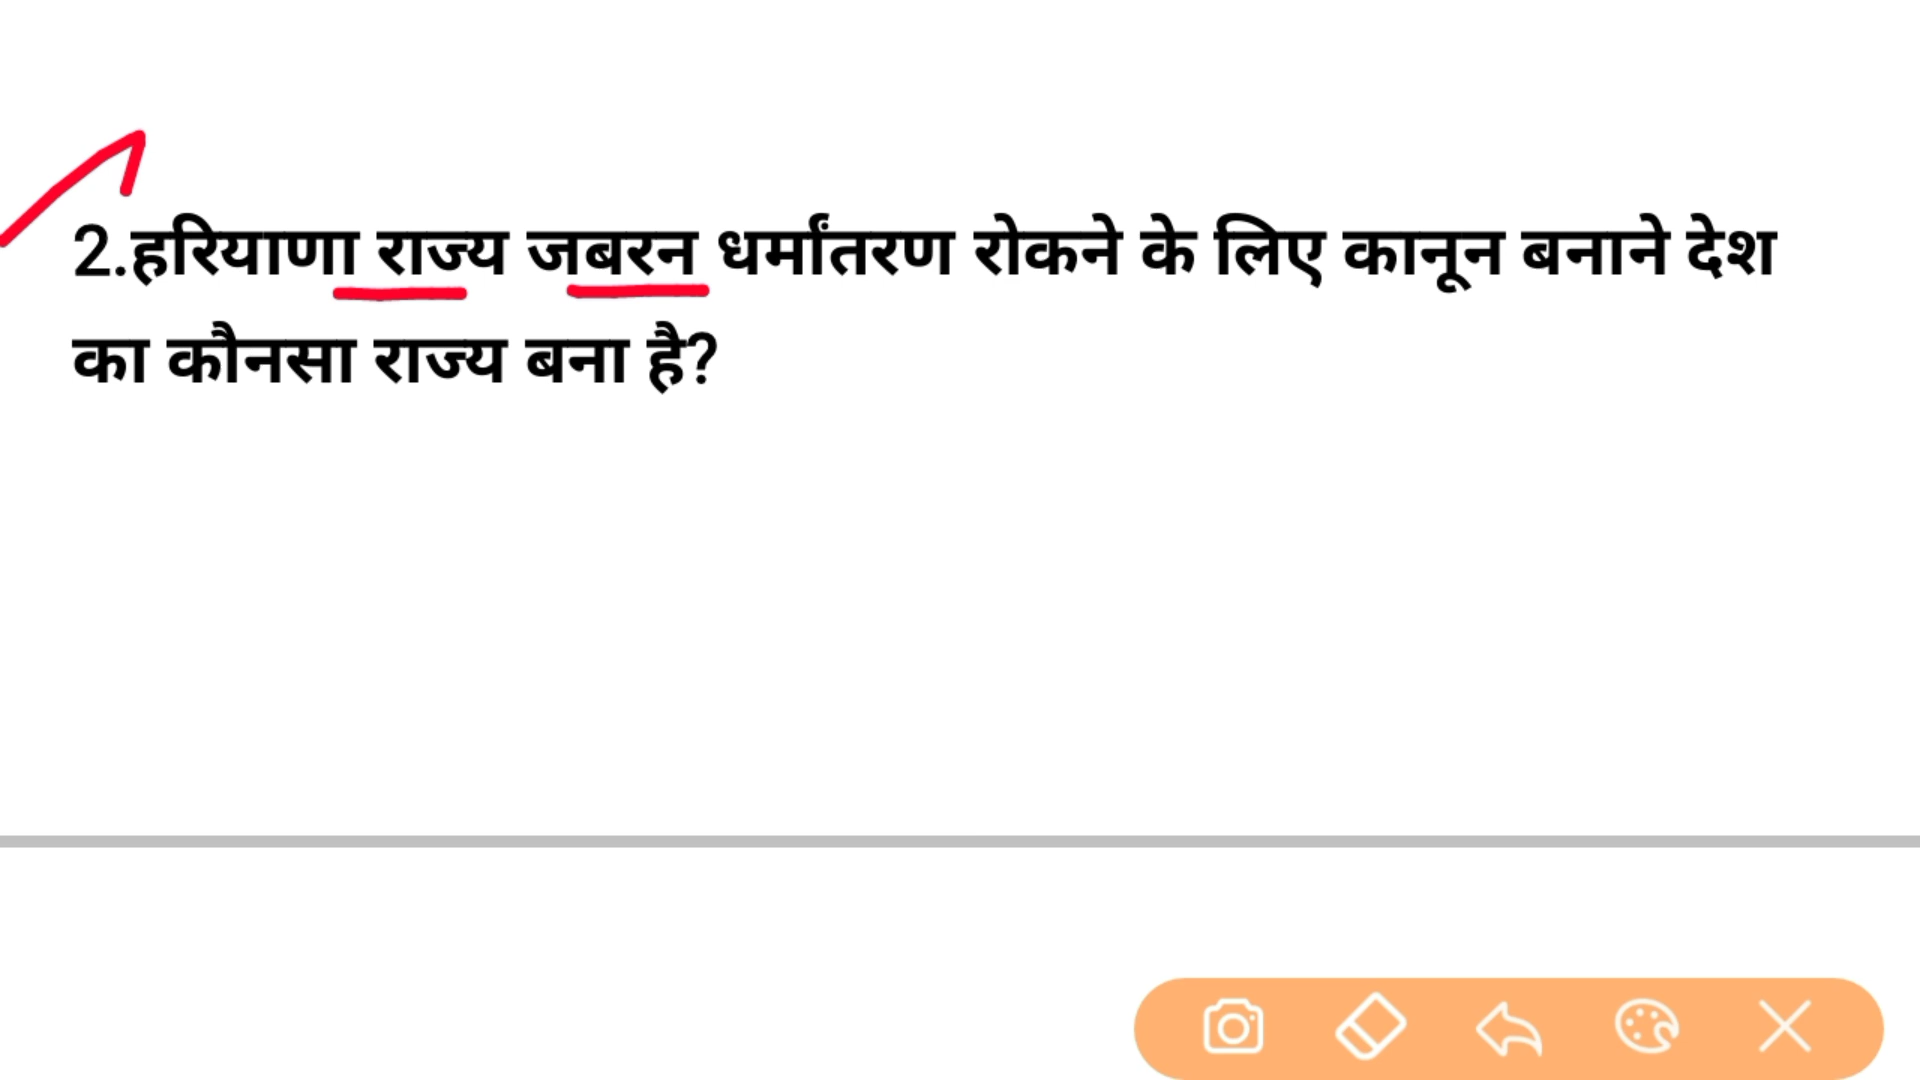 2.हरियाणा राज्य जबरन धर्मांतरण रोकने के लिए कानून बनाने देश
का कौनसा राज्य बना है?